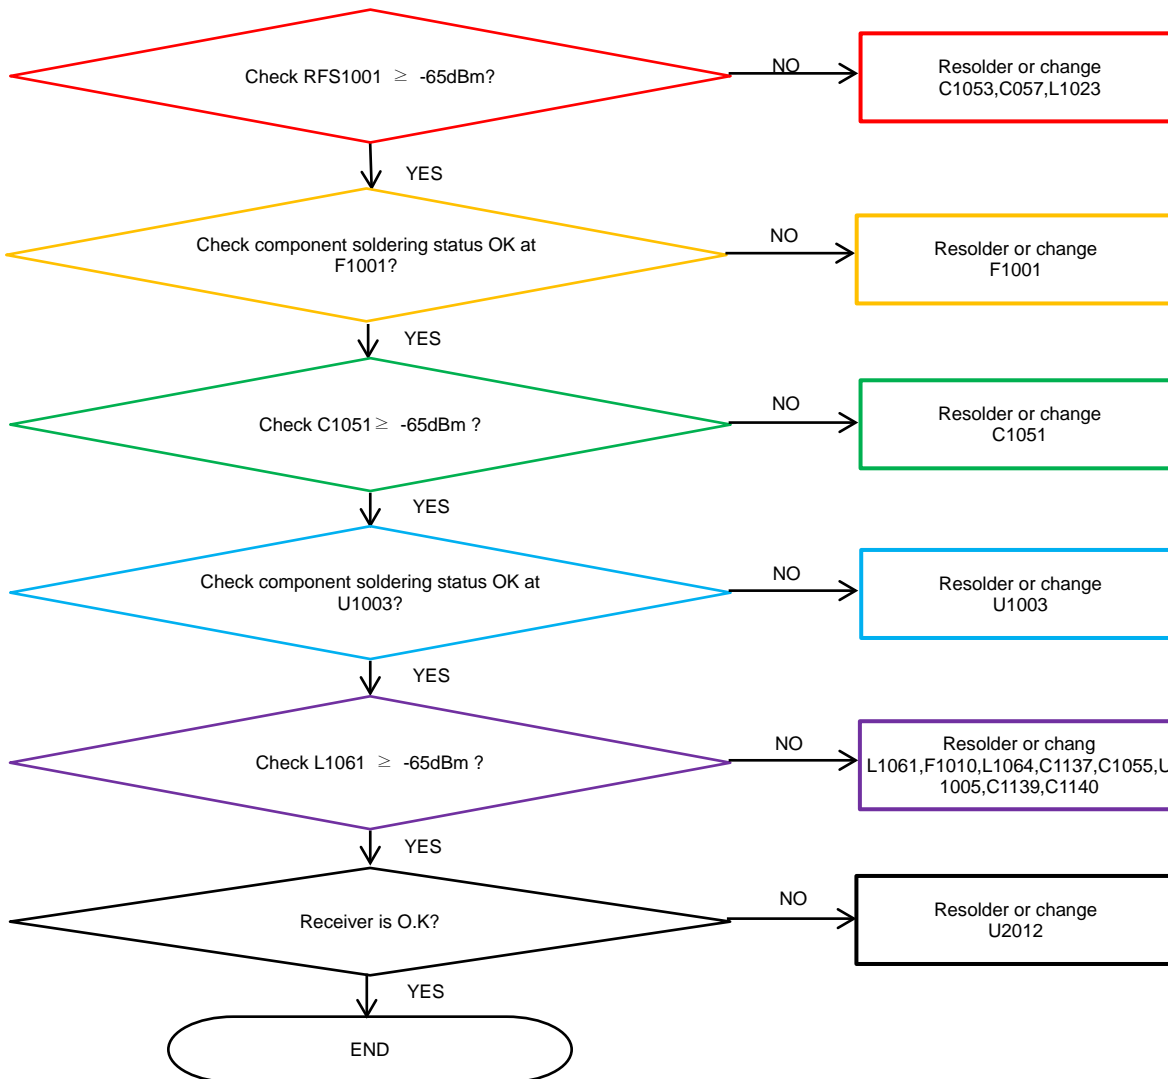 Check RFS1001 ≥ -65dBm?
NO
Resolder or change
C1053,C057,L1023
YES
Check component soldering status OK at
F1001?
NO
Resolder or change
F1001
YES
Check C1051≥ -65dBm ?
NO
Resolder or change
C1051
YES
Check component soldering status OK at
U1003?
NO
Resolder or change
U1003
YES
Check L1061 ≥ -65dBm ?
NO
Resolder or chang
L1061,F1010,L1064,C1137,C1055,U
1005,C1139,C1140
YES
Receiver is O.K?
NO
Resolder or change
U2012
YES
END